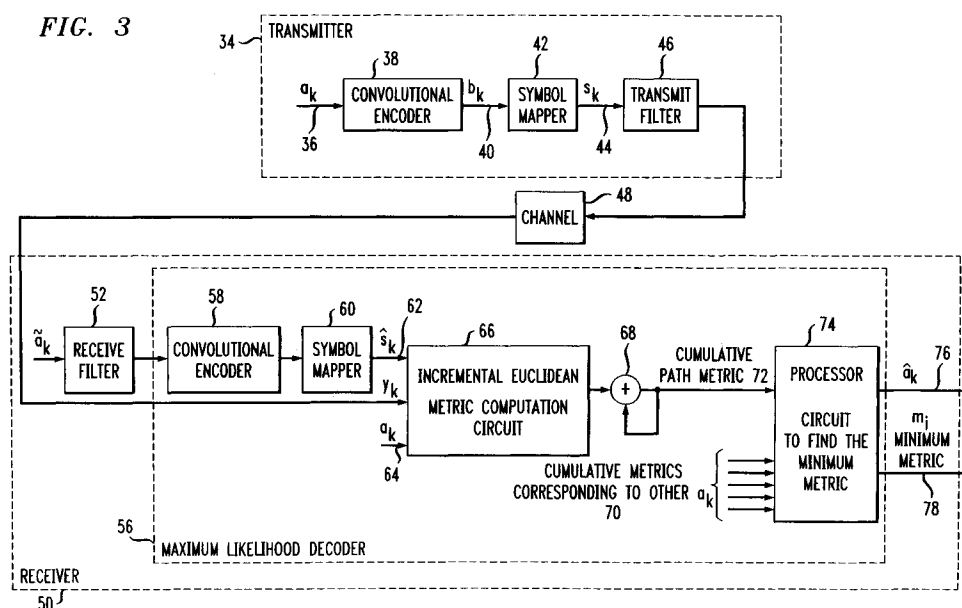 FIG. 3
TRANSMITTER
34
38
42
46
a_k
CONVOLUTIONAL
ENCODER
b_k
SYMBOL
MAPPER
s_k
TRANSMIT
FILTER
36
40
44
48
CHANNEL
52
58
60
62
66
68
74
76
ã_k
RECEIVE
FILTER
CONVOLUTIONAL
ENCODER
SYMBOL
MAPPER
ŝ_k
y_k
a_k
64
INCREMENTAL EUCLIDEAN
METRIC COMPUTATION
CIRCUIT
+
CUMULATIVE
PATH METRIC 72
PROCESSOR
CIRCUIT
TO FIND THE
MINIMUM
METRIC
â_k
m_j
MINIMUM
METRIC
78
CUMULATIVE METRICS
CORRESPONDING TO OTHER a_k
70
56
MAXIMUM LIKELIHOOD DECODER
RECEIVER
50